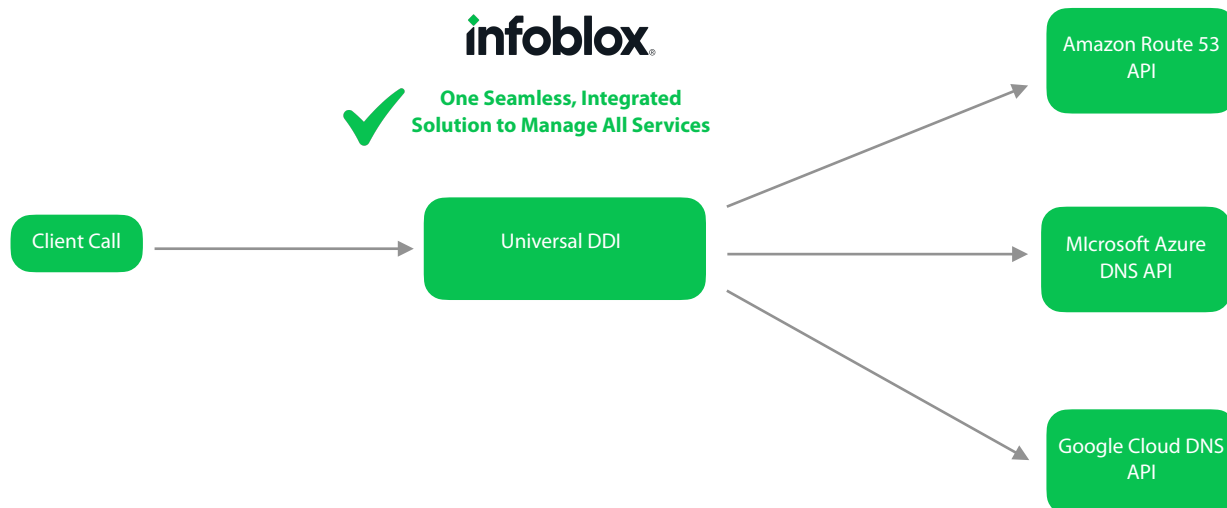 infoblox®
One Seamless, Integrated
Solution to Manage All Services
Client Call
Universal DDI
Amazon Route 53
API
MIcrosoft Azure
DNS API
Google Cloud DNS
API